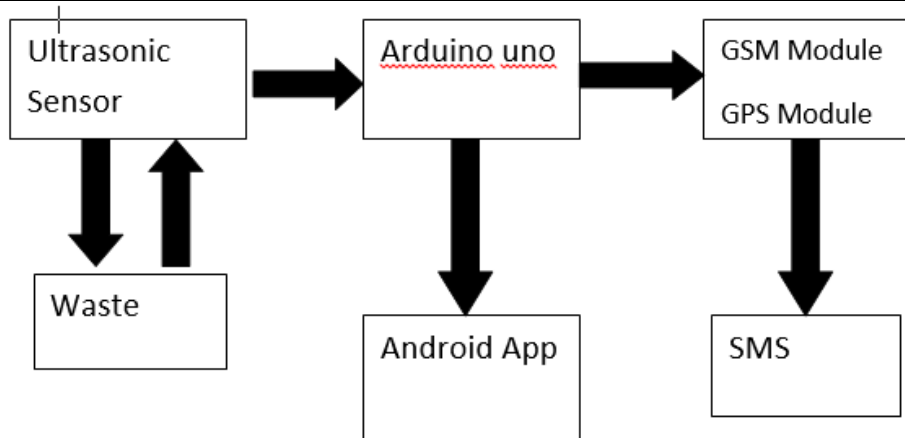 Ultrasonic
Sensor
Arduino uno
GSM Module
GPS Module
Waste
Android App
SMS